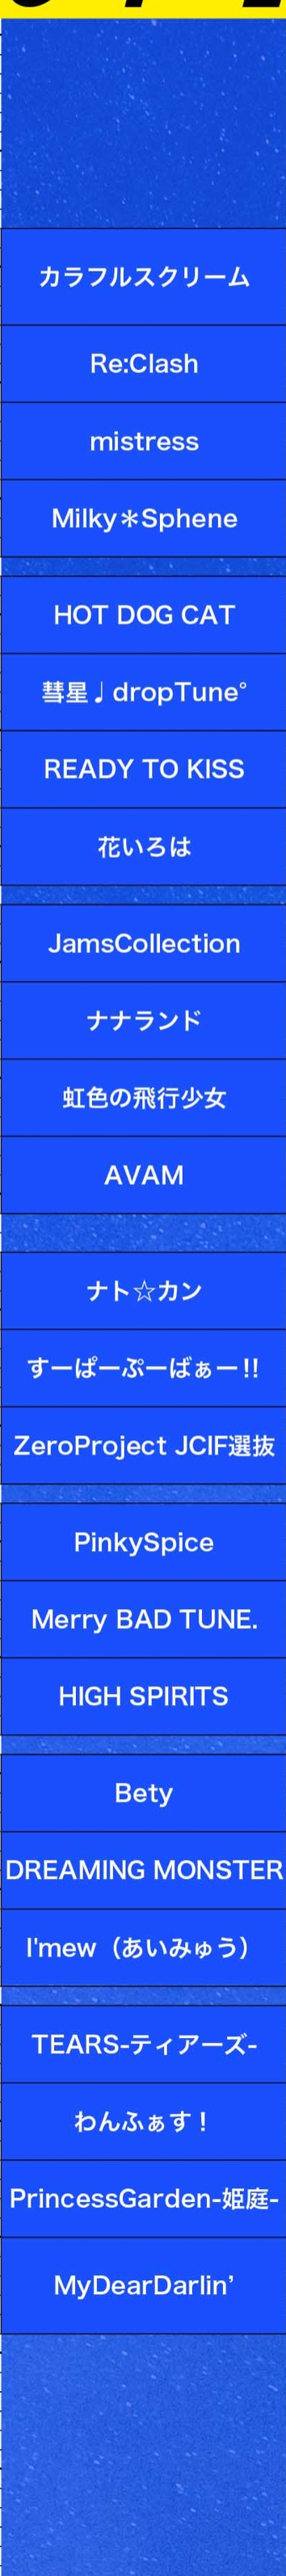 カラフルスクリーム
Re:Clash
mistress
Milky＊Sphene
HOT DOG CAT
彗星♩dropTune°
READY TO KISS
花いろは
JamsCollection
ナナランド
虹色の飛行少女
AVAM
ナト☆カン
すーぱーぷーばぁー!!
ZeroProject JCIF選抜
PinkySpice
Merry BAD TUNE.
HIGH SPIRITS
Bety
DREAMING MONSTER
I'mew（あいみゅう）
TEARS-ティアーズ-
わんふぁす！
PrincessGarden-姫庭-
MyDearDarlin’